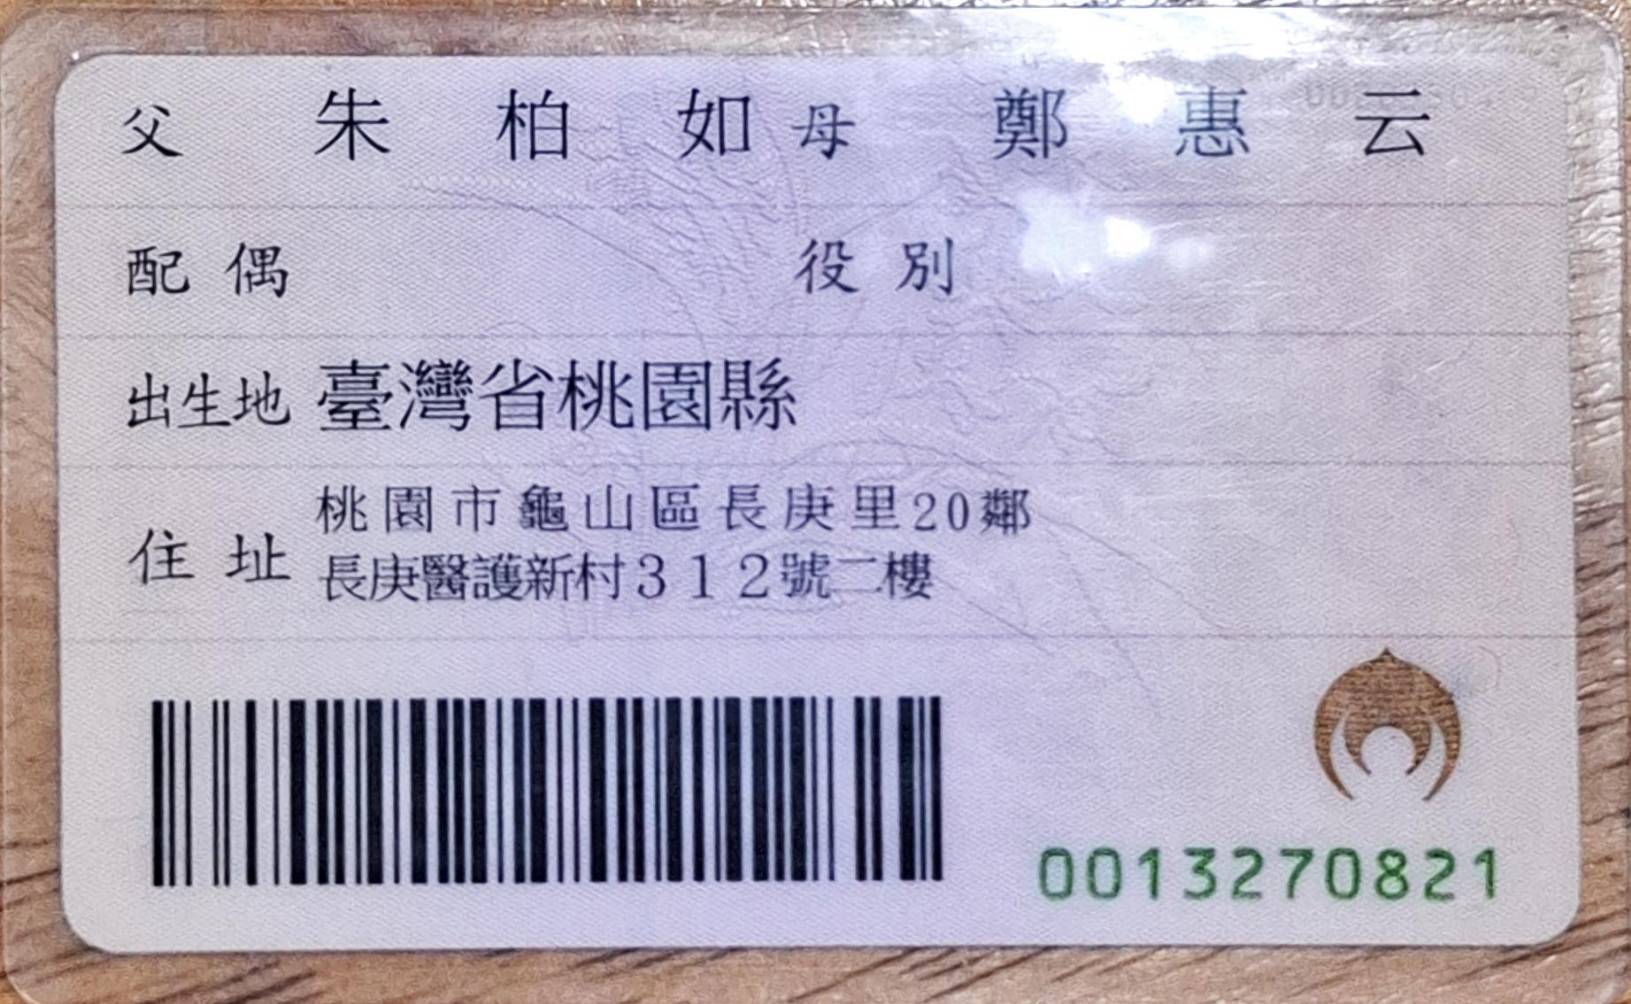 父 朱柏如 母 鄭惠云
配偶 役別
出生地 臺灣省桃園縣
住址 桃園市龜山區長庚里20鄰
長庚醫護新村312號二樓
0013270821